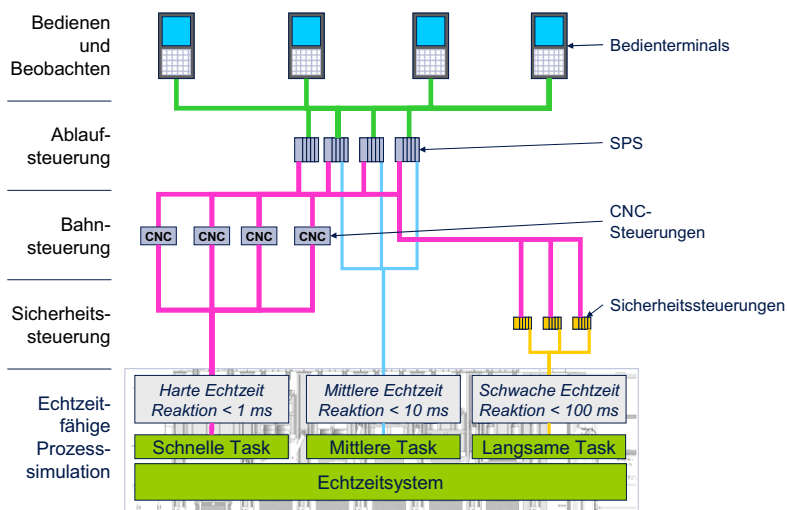 Bedienen
und
Beobachten
Bedienterminals
Ablauf-
steuerung
SPS
Bahn-
steuerung
CNC
CNC
CNC
CNC
CNC-
Steuerungen
Sicherheits-
steuerung
Sicherheitssteuerungen
Echtzeit-
fähige
Prozess-
simulation
Harte Echtzeit
Reaktion < 1 ms
Mittlere Echtzeit
Reaktion < 10 ms
Schwache Echtzeit
Reaktion < 100 ms
Schnelle Task
Mittlere Task
Langsame Task
Echtzeitsystem